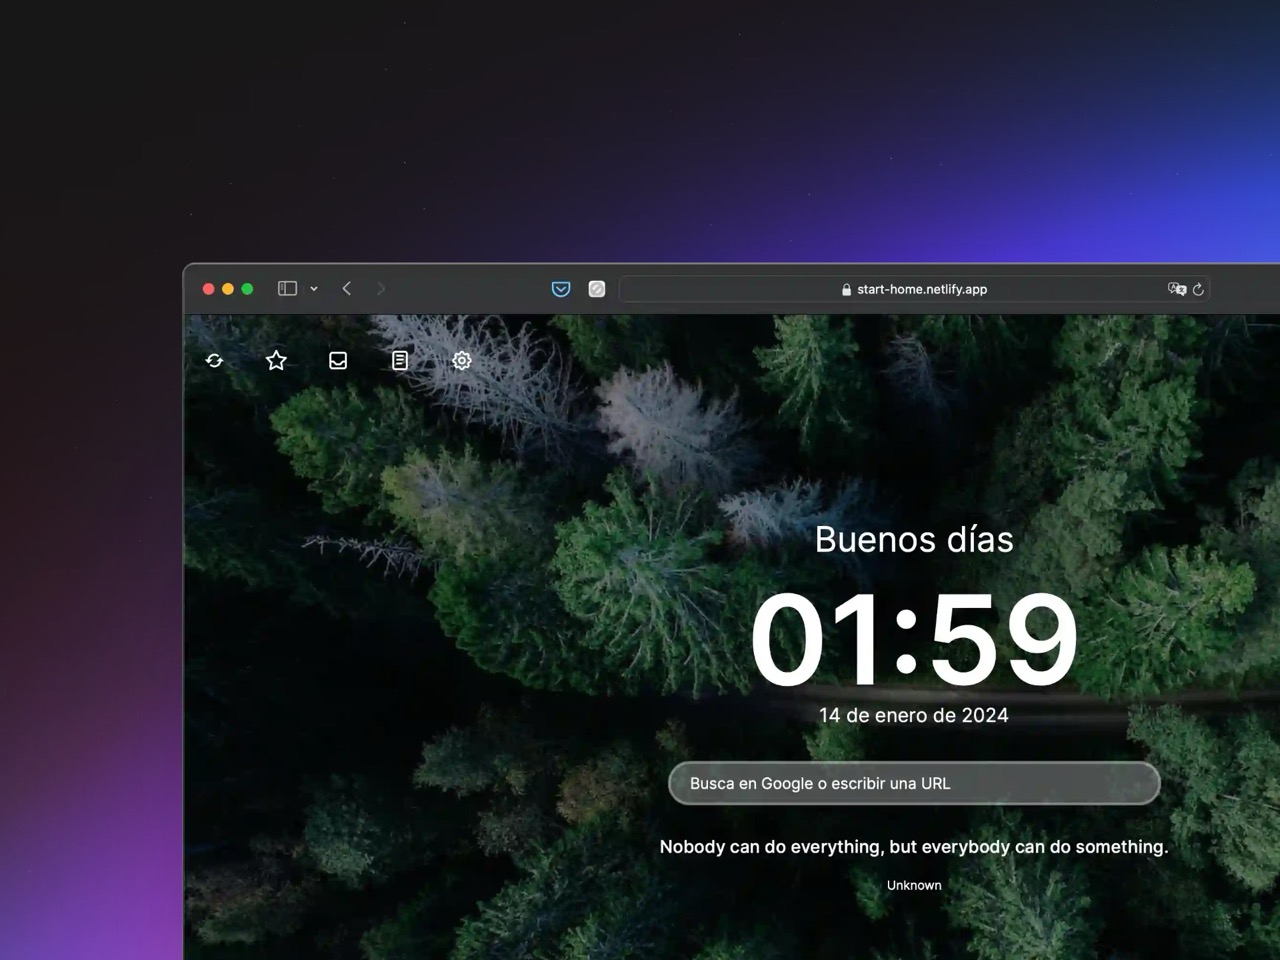 start-home.netlify.app
Buenos días
01:59
14 de enero de 2024
Busca en Google o escribir una URL
Nobody can do everything, but everybody can do something.
Unknown